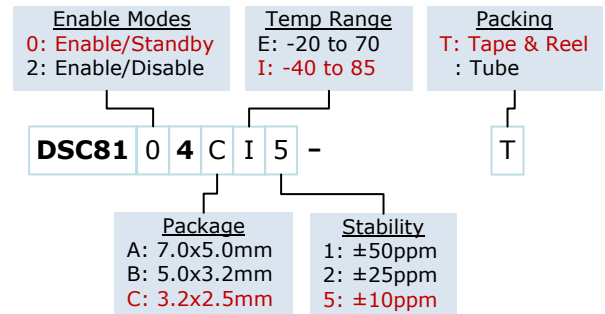 Enable Modes
0: Enable/Standby
2: Enable/Disable
Temp Range
E: -20 to 70
I: -40 to 85
Packing
T: Tape & Reel
: Tube
DSC81 0 4 C I 5 – T
Package
A: 7.0x5.0mm
B: 5.0x3.2mm
C: 3.2x2.5mm
Stability
1: ±50ppm
2: ±25ppm
5: ±10ppm